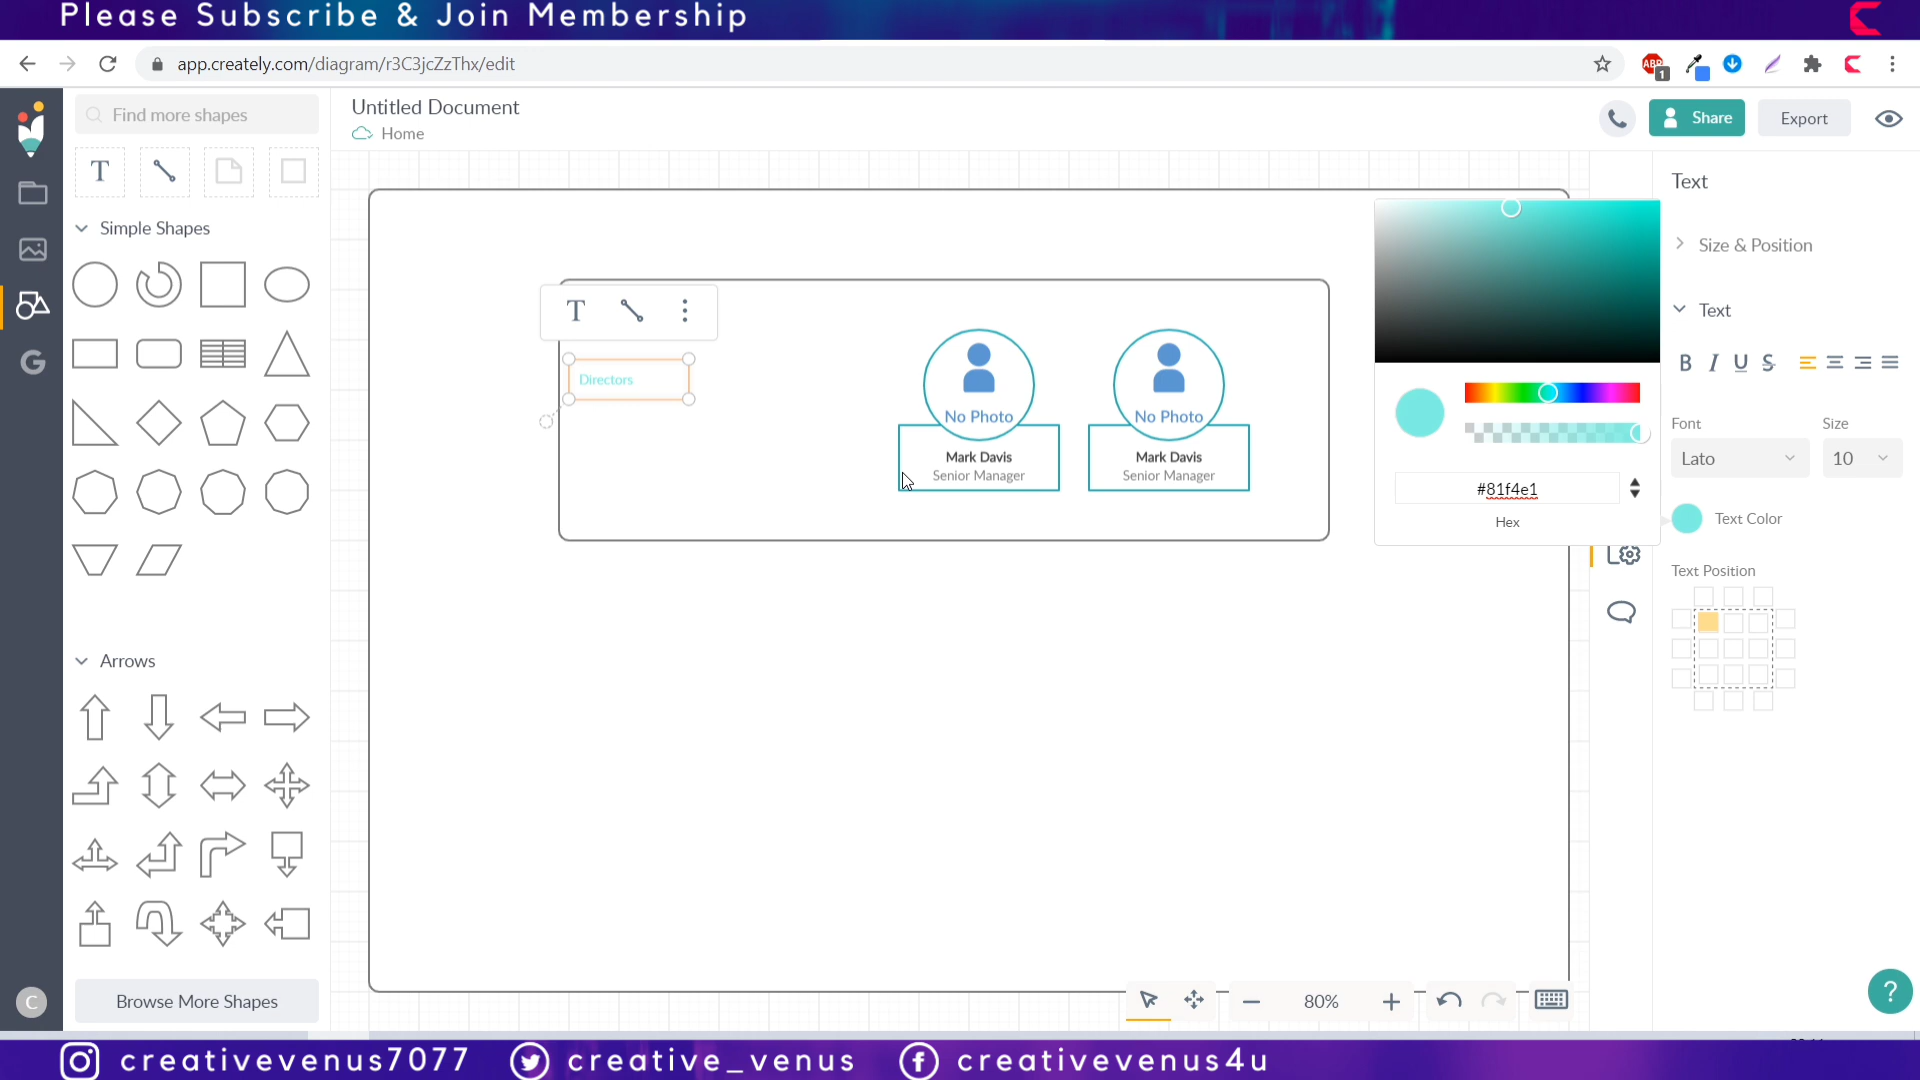 Please Subscribe & Join Membership
app.creately.com/diagram/r3C3jcZzThx/edit
ABP
1
Find more shapes
Untitled Document
Home
Share
Export
T
Simple Shapes
Text
Size & Position
T
Text
Directors
No Photo
No Photo
Mark Davis
Mark Davis
Senior Manager
Senior Manager
B I U S
Font
Size
Lato
10
#81f4e1
Hex
Text Color
Text Position
Arrows
Browse More Shapes
C
80%
?
creativevenus7077
creative_venus
creativevenus4u